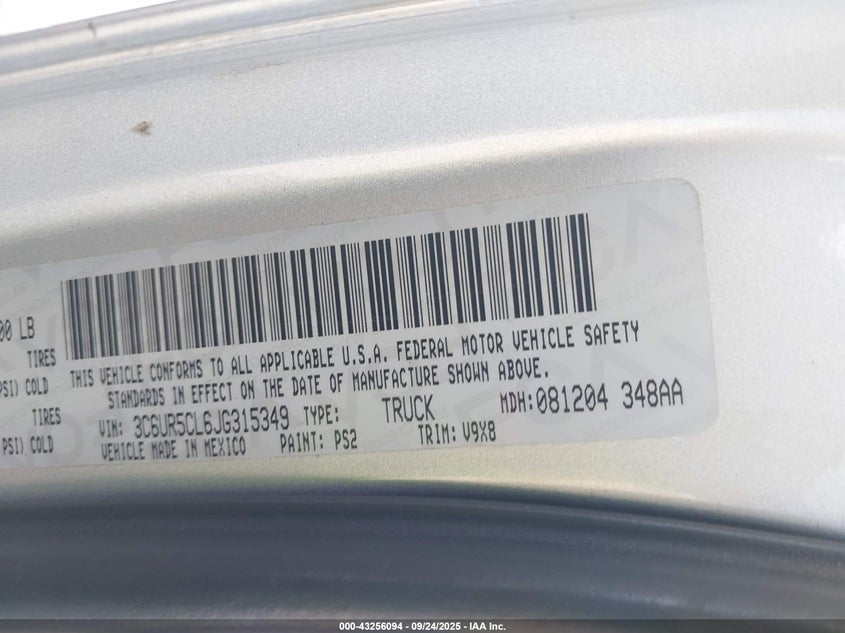 00 LB
TIRES
PSI) COLD
TIRES
PSI) COLD
THIS VEHICLE CONFORMS TO ALL APPLICABLE U.S.A. FEDERAL MOTOR VEHICLE SAFETY
STANDARDS IN EFFECT ON THE DATE OF MANUFACTURE SHOWN ABOVE.
VIN: 3C6UR5CL6JG315349 TYPE: TRUCK MDH:081204 348AA
VEHICLE MADE IN MEXICO PAINT: PS2 TRIM: V9X8
000-43256094 - 09/24/2025 - IAA Inc.